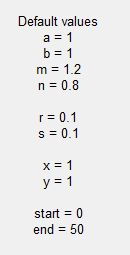 Default values
a = 1
b = 1
m = 1.2
n = 0.8
r = 0.1
s = 0.1
x = 1
y = 1
start = 0
end = 50